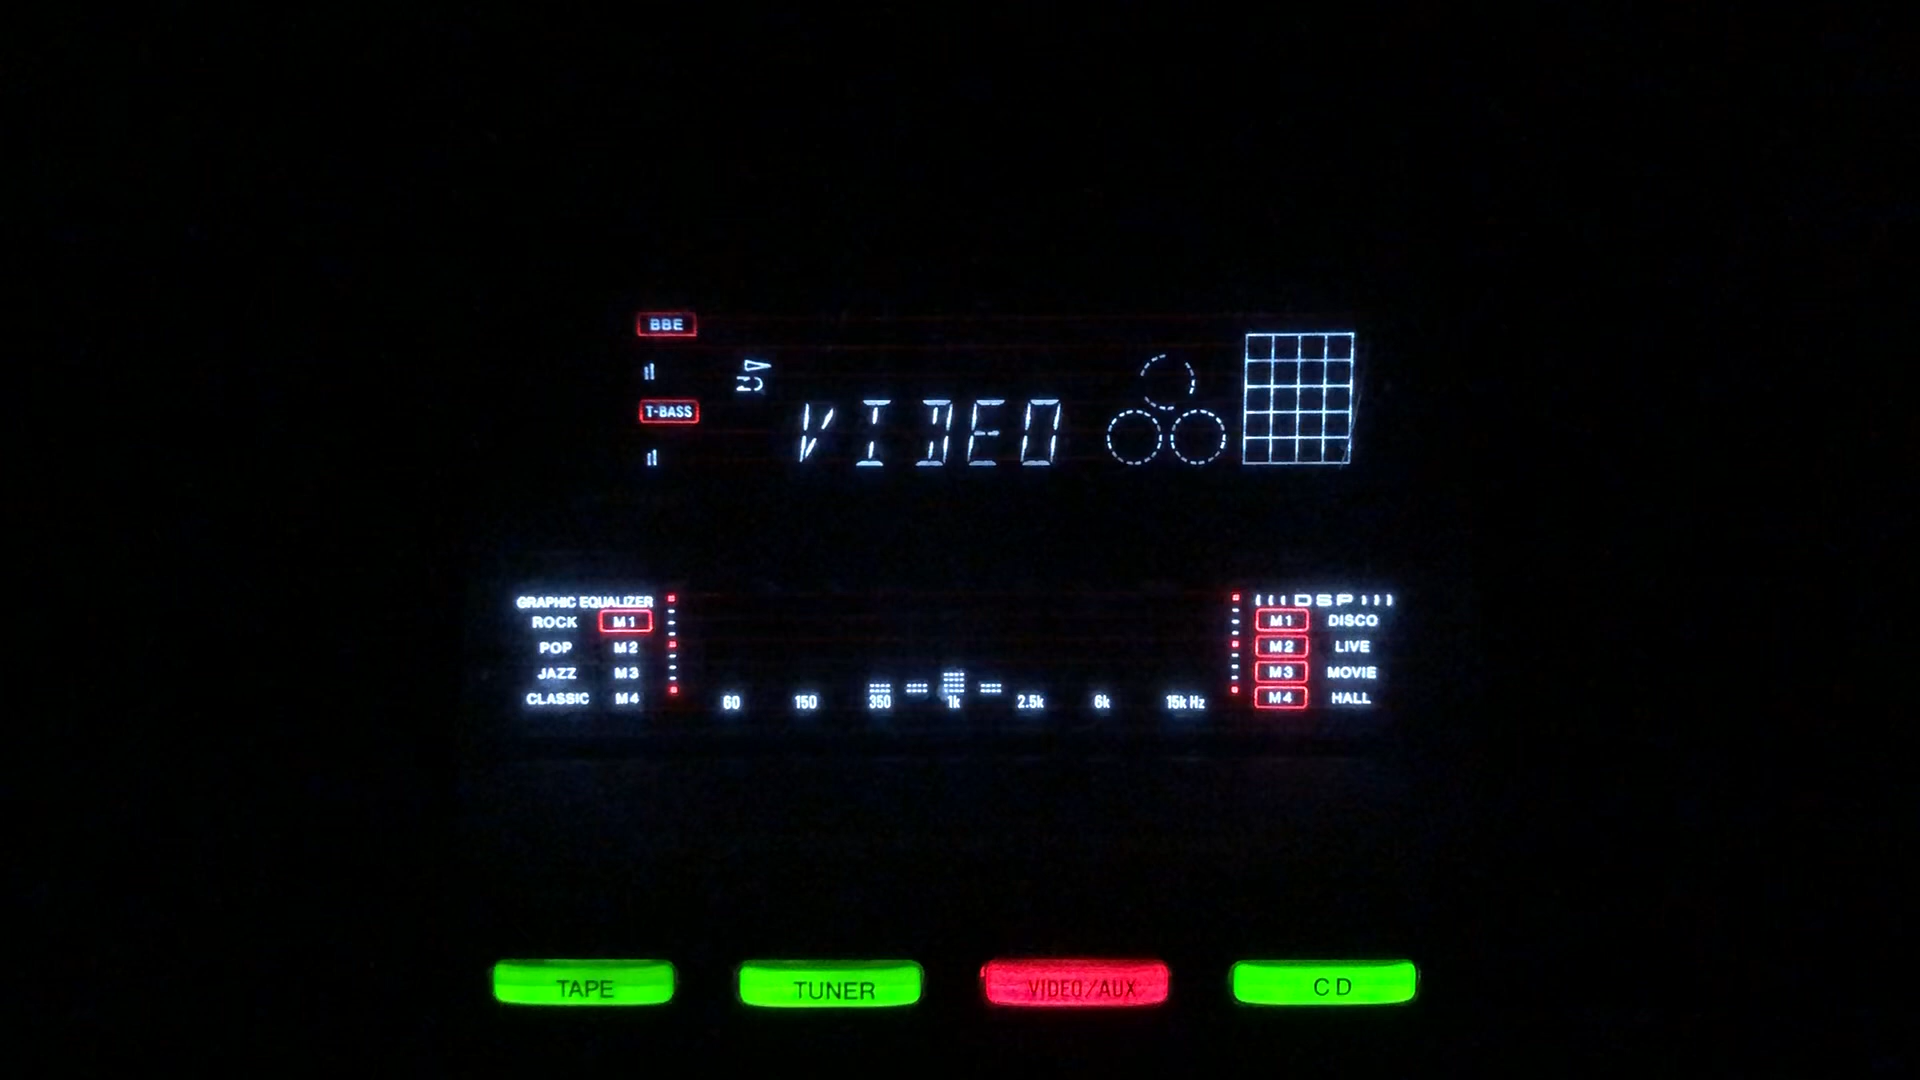 BBE
T-BASS
VIDEO
GRAPHIC EQUALIZER
ROCK M1
POP M2
JAZZ M3
CLASSIC M4
60 150 350 1k 2.5k 6k 15k Hz
DSP
M1 DISCO
M2 LIVE
M3 MOVIE
M4 HALL
TAPE TUNER VIDEO/AUX CD